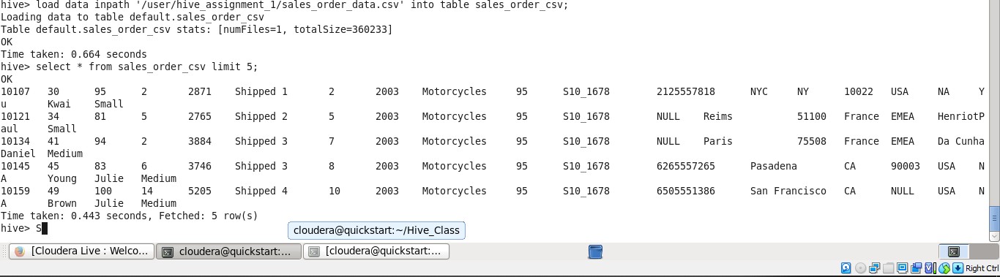 hive> load data inpath '/user/hive_assignment_1/sales_order_data.csv' into table sales_order_csv;
Loading data to table default.sales_order_csv
Table default.sales_order_csv stats: [numFiles=1, totalSize=360233]
OK
Time taken: 0.664 seconds
hive> select * from sales_order_csv limit 5;
OK
10107 30 95 2 2871 Shipped 1 2 2003 Motorcycles 95 S10_1678 2125557818 NYC NY 10022 USA NA Y
u Kwai Small
10121 34 81 5 2765 Shipped 2 5 2003 Motorcycles 95 S10_1678 NULL Reims 51100 France EMEA HenriotP
aul Small
10134 41 94 2 3884 Shipped 3 7 2003 Motorcycles 95 S10_1678 NULL Paris 75508 France EMEA Da Cunha
Daniel Medium
10145 45 83 6 3746 Shipped 3 8 2003 Motorcycles 95 S10_1678 6265557265 Pasadena CA 90003 USA N
A Young Julie Medium
10159 49 100 14 5205 Shipped 4 10 2003 Motorcycles 95 S10_1678 6505551386 San Francisco CA NULL USA N
A Brown Julie Medium
Time taken: 0.443 seconds, Fetched: 5 row(s)
hive> S
cloudera@quickstart:~/Hive_Class
[Cloudera Live : Welco... cloudera@quickstart:... [cloudera@quickstart:...
Right Ctrl